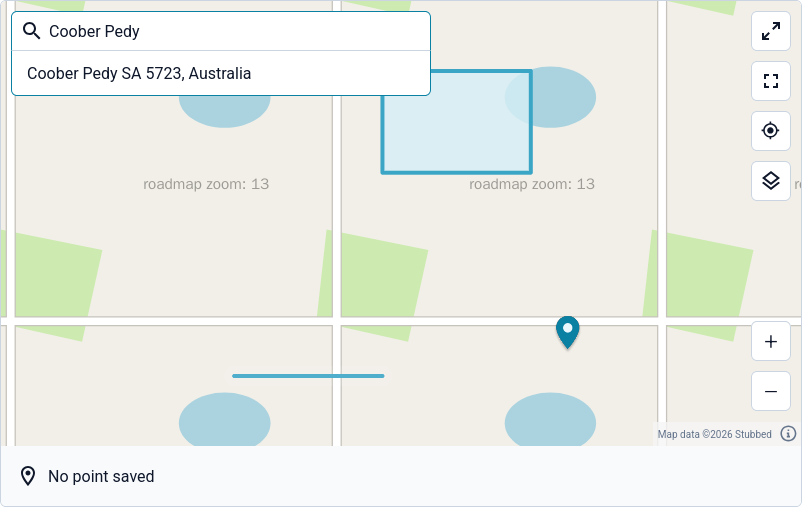 Coober Pedy
Coober Pedy SA 5723, Australia
roadmap zoom: 13
roadmap zoom: 13
Map data ©2026 Stubbed
No point saved